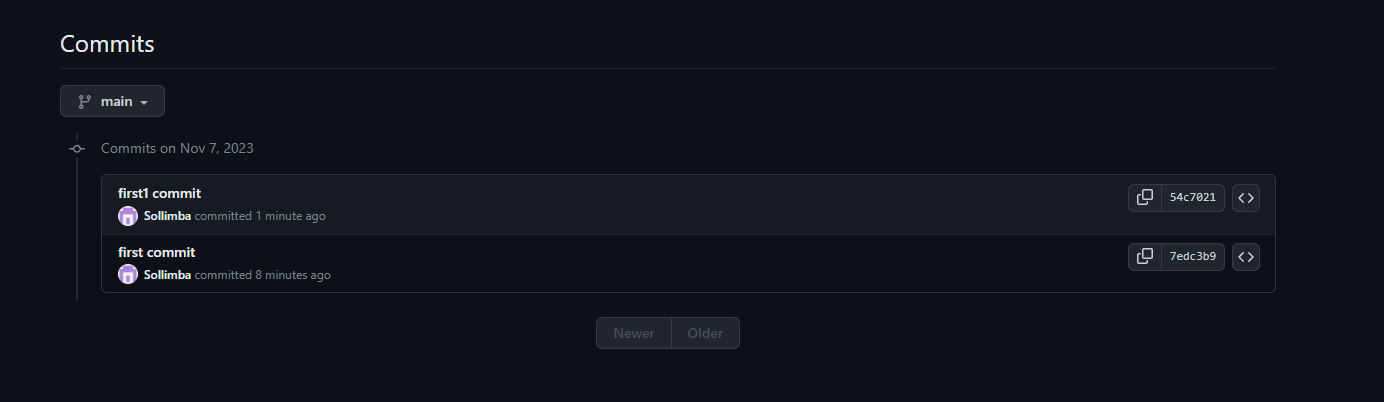 Commits
main
Commits on Nov 7, 2023
first1 commit
Sollimba committed 1 minute ago
54c7021
first commit
Sollimba committed 8 minutes ago
7edc3b9
Newer Older